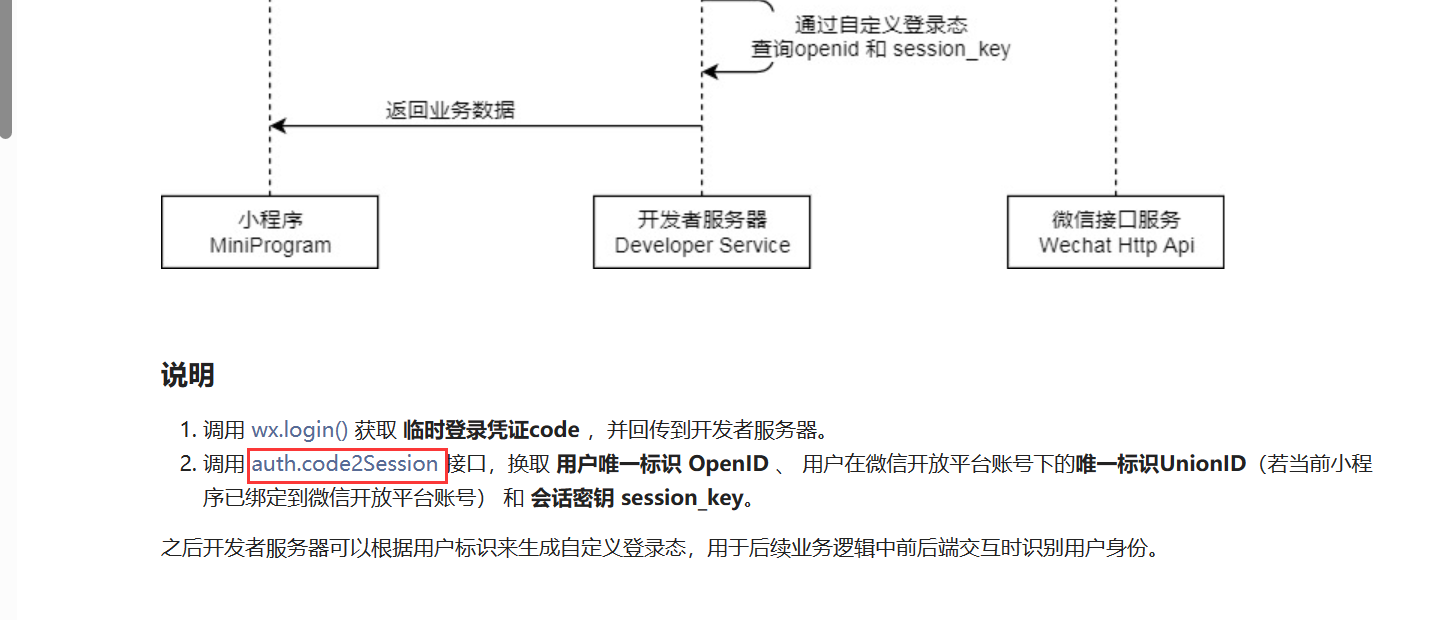 通过自定义登录态
查询openid 和 session_key
返回业务数据
小程序
MiniProgram
开发者服务器
Developer Service
微信接口服务
Wechat Http Api
说明
1. 调用 wx.login() 获取 临时登录凭证code ，并回传到开发者服务器。
2. 调用 auth.code2Session 接口，换取 用户唯一标识 OpenID 、 用户在微信开放平台账号下的唯一标识UnionID（若当前小程
序已绑定到微信开放平台账号） 和 会话密钥 session_key。
之后开发者服务器可以根据用户标识来生成自定义登录态，用于后续业务逻辑中前后端交互时识别用户身份。